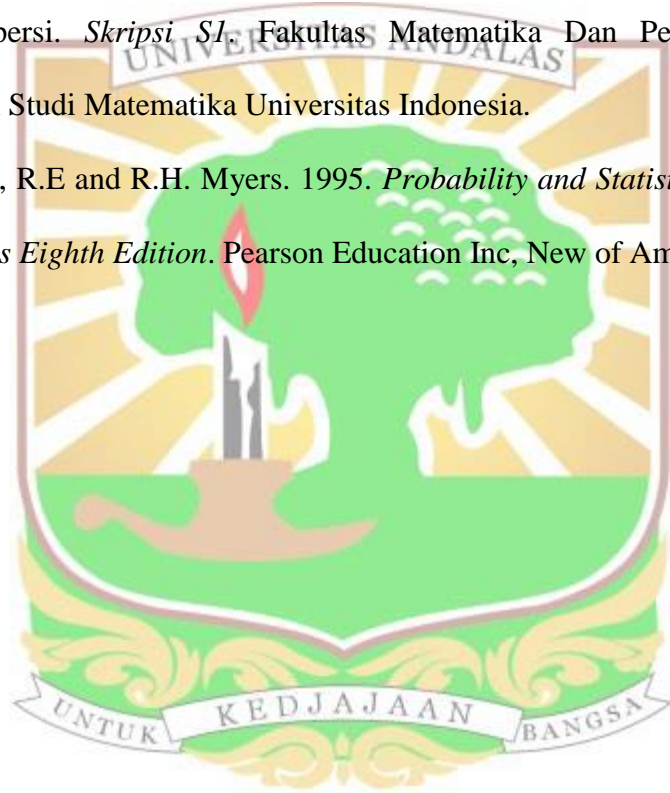 bersi. Skripsi S1. Fakultas Matematika Dan Pe
UNIVERSITAS ANDALAS
Studi Matematika Universitas Indonesia.
, R.E and R.H. Myers. 1995. Probability and Statis
s Eighth Edition. Pearson Education Inc, New of Am
UNTUK KEDJAJAAN BANGSA